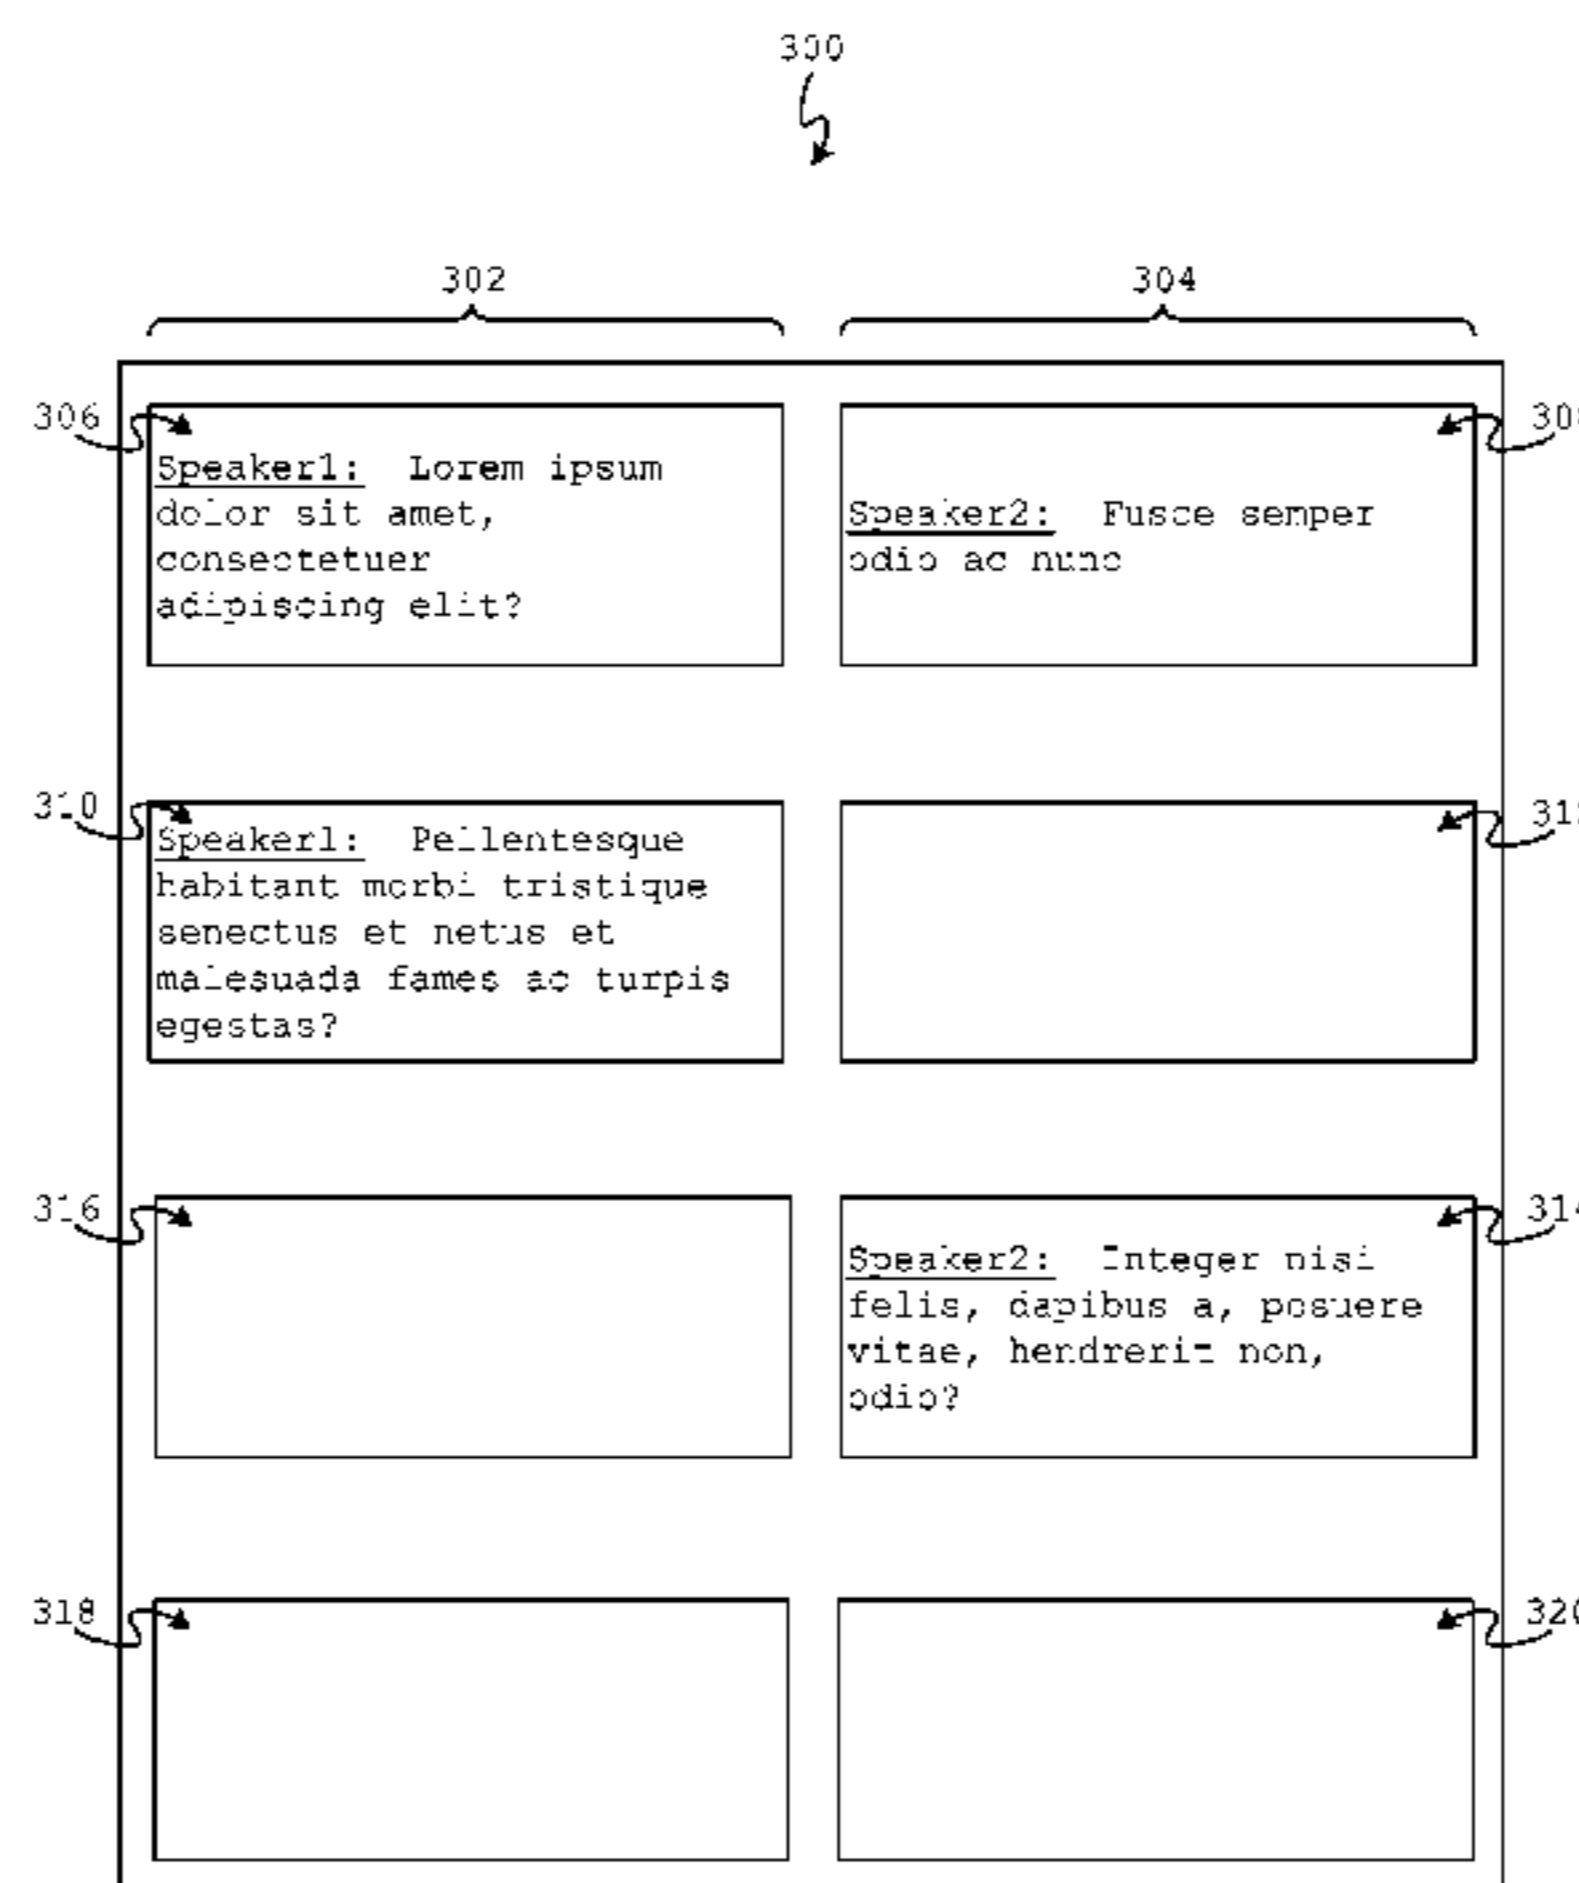 300
302 304
306
Speaker1: Lorem ipsum
dolor sit amet,
consectetuer
adipiscing elit?
Speaker2: Fusce semper
odio ac nunc
310
Speaker1: Pellentesque
habitant morbi tristique
senectus et netus et
malesuada fames ac turpis
egestas?
316
Speaker2: Integer nisi
felis, dapibus a, posuere
vitae, hendrerit non,
odio?
314
318
320